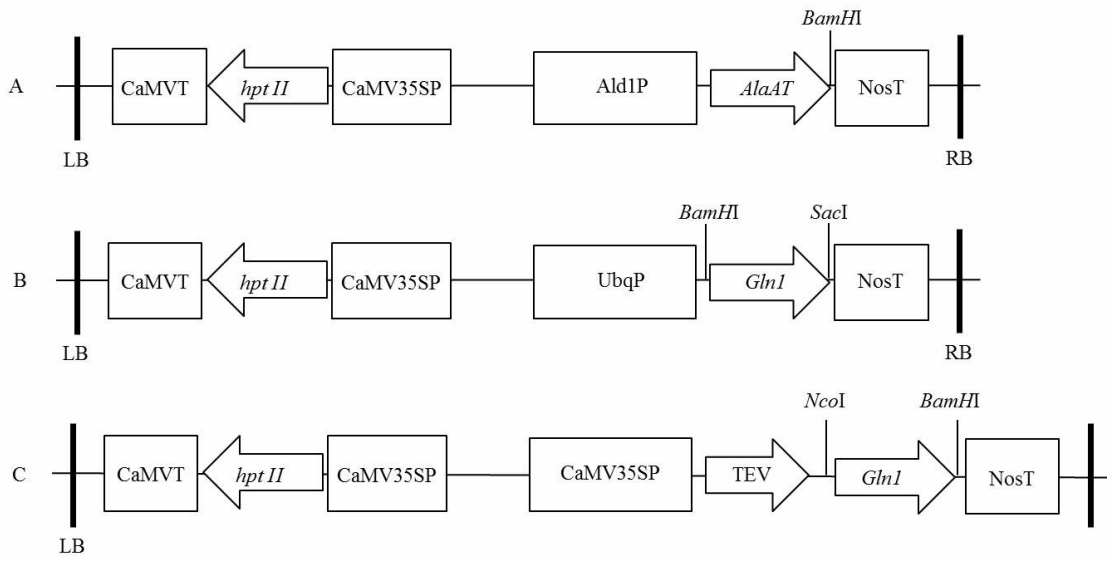 BamHI
A CaMVT hpt II CaMV35SP Ald1P AlaAT NosT
LB RB
BamHI SacI
B CaMVT hpt II CaMV35SP UbqP Gln1 NosT
LB RB
NcoI BamHI
C CaMVT hpt II CaMV35SP CaMV35SP TEV Gln1 NosT
LB